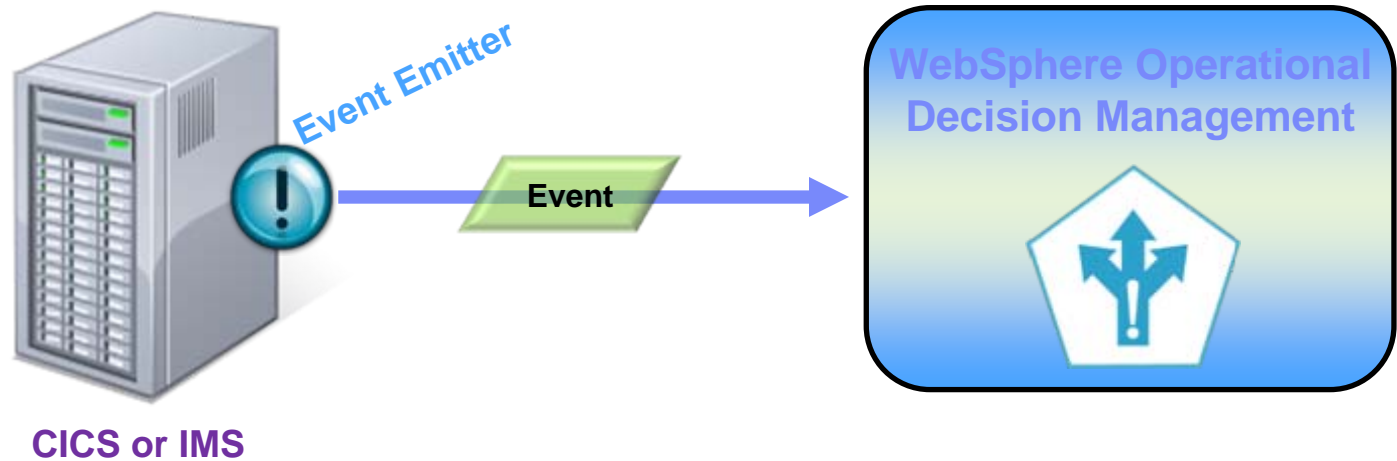 Event Emitter
WebSphere Operational
Decision Management
Event
CICS or IMS